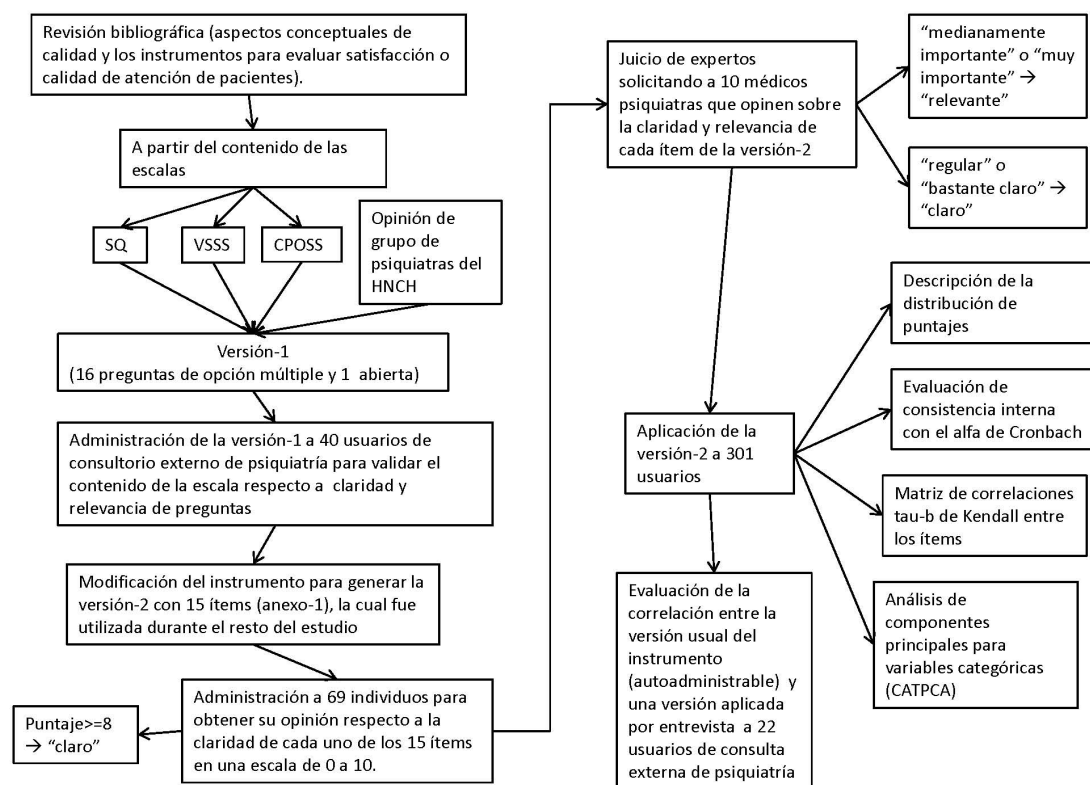 Revisión bibliográfica (aspectos conceptuales de
calidad y los instrumentos para evaluar satisfacción o
calidad de atención de pacientes).
A partir del contenido de las
escalas
SQ
VSSS
CPOSS
Opinión de
grupo de
psiquiatras del
HNCH
Versión-1
(16 preguntas de opción múltiple y 1 abierta)
Administración de la versión-1 a 40 usuarios de
consultorio externo de psiquiatría para validar el
contenido de la escala respecto a claridad y
relevancia de preguntas
Modificación del instrumento para generar la
versión-2 con 15 ítems (anexo-1), la cual fue
utilizada durante el resto del estudio
Administración a 69 individuos para
obtener su opinión respecto a la
claridad de cada uno de los 15 ítems
en una escala de 0 a 10.
Puntaje>=8
→ “claro”
Juicio de expertos
solicitando a 10 médicos
psiquiatras que opinen sobre
la claridad y relevancia de
cada ítem de la versión-2
“medianamente
importante” o “muy
importante” →
“relevante”
“regular” o
“bastante claro” →
“claro”
Aplicación de la
versión-2 a 301
usuarios
Descripción de la
distribución de
puntajes
Evaluación de
consistencia interna
con el alfa de Cronbach
Matriz de correlaciones
tau-b de Kendall entre
los ítems
Análisis de
componentes
principales para
variables categóricas
(CATPCA)
Evaluación de la
correlación entre la
versión usual del
instrumento
(autoadministrable) y
una versión aplicada
por entrevista a 22
usuarios de consulta
externa de psiquiatría